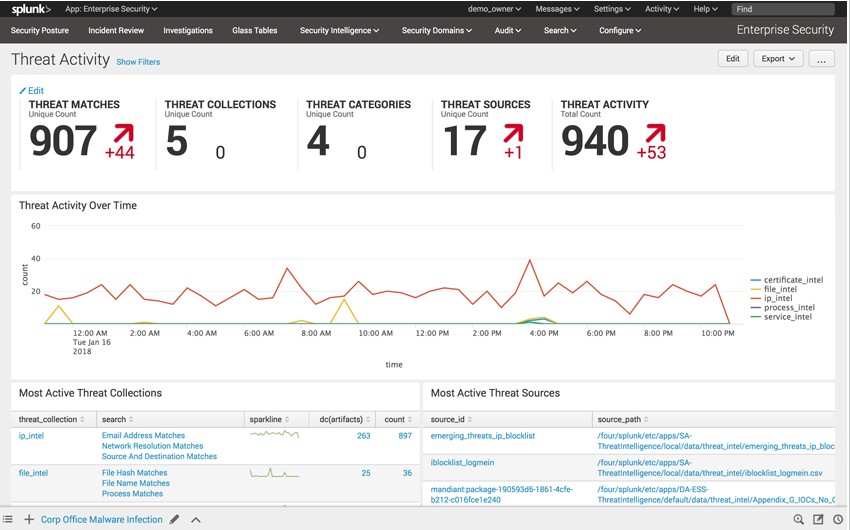 splunk> App: Enterprise Security demo_owner Messages Settings Activity Help Find
Security Posture Incident Review Investigations Glass Tables Security Intelligence Security Domains Audit Search Configure Enterprise Security
Threat Activity Show Filters Edit Export ...
Edit
THREAT MATCHES THREAT COLLECTIONS THREAT CATEGORIES THREAT SOURCES THREAT ACTIVITY
Unique Count Unique Count Unique Count Unique Count Total Count
907 +44 5 0 4 0 17 +1 940 +53
Threat Activity Over Time
60
40
20
count
certificate_intel
file_intel
ip_intel
process_intel
service_intel
12:00 AM 2:00 AM 4:00 AM 6:00 AM 8:00 AM 10:00 AM 12:00 PM 2:00 PM 4:00 PM 6:00 PM 8:00 PM 10:00 PM
Tue Jan 16
2018
time
Most Active Threat Collections
threat_collection search sparkline dc(artifacts) count
ip_intel Email Address Matches 263 897
Network Resolution Matches
Source And Destination Matches
file_intel File Hash Matches 25 36
File Name Matches
Process Matches
Most Active Threat Sources
source_id source_path
emerging_threats_ip_blocklist /four/splunk/etc/apps/SA-
ThreatIntelligence/local/data/threat_intel/emerging_threats_ip_bloc
iblocklist_logmein /four/splunk/etc/apps/SA-
ThreatIntelligence/local/data/threat_intel/iblocklist_logmein.csv
mandiant:package-190593d6-1861-4cfe- /four/splunk/etc/apps/DA-ESS-
b212-c016fce1e240 ThreatIntelligence/default/data/threat_intel/Appendix_G_IOCs_No_
Corp Office Malware Infection